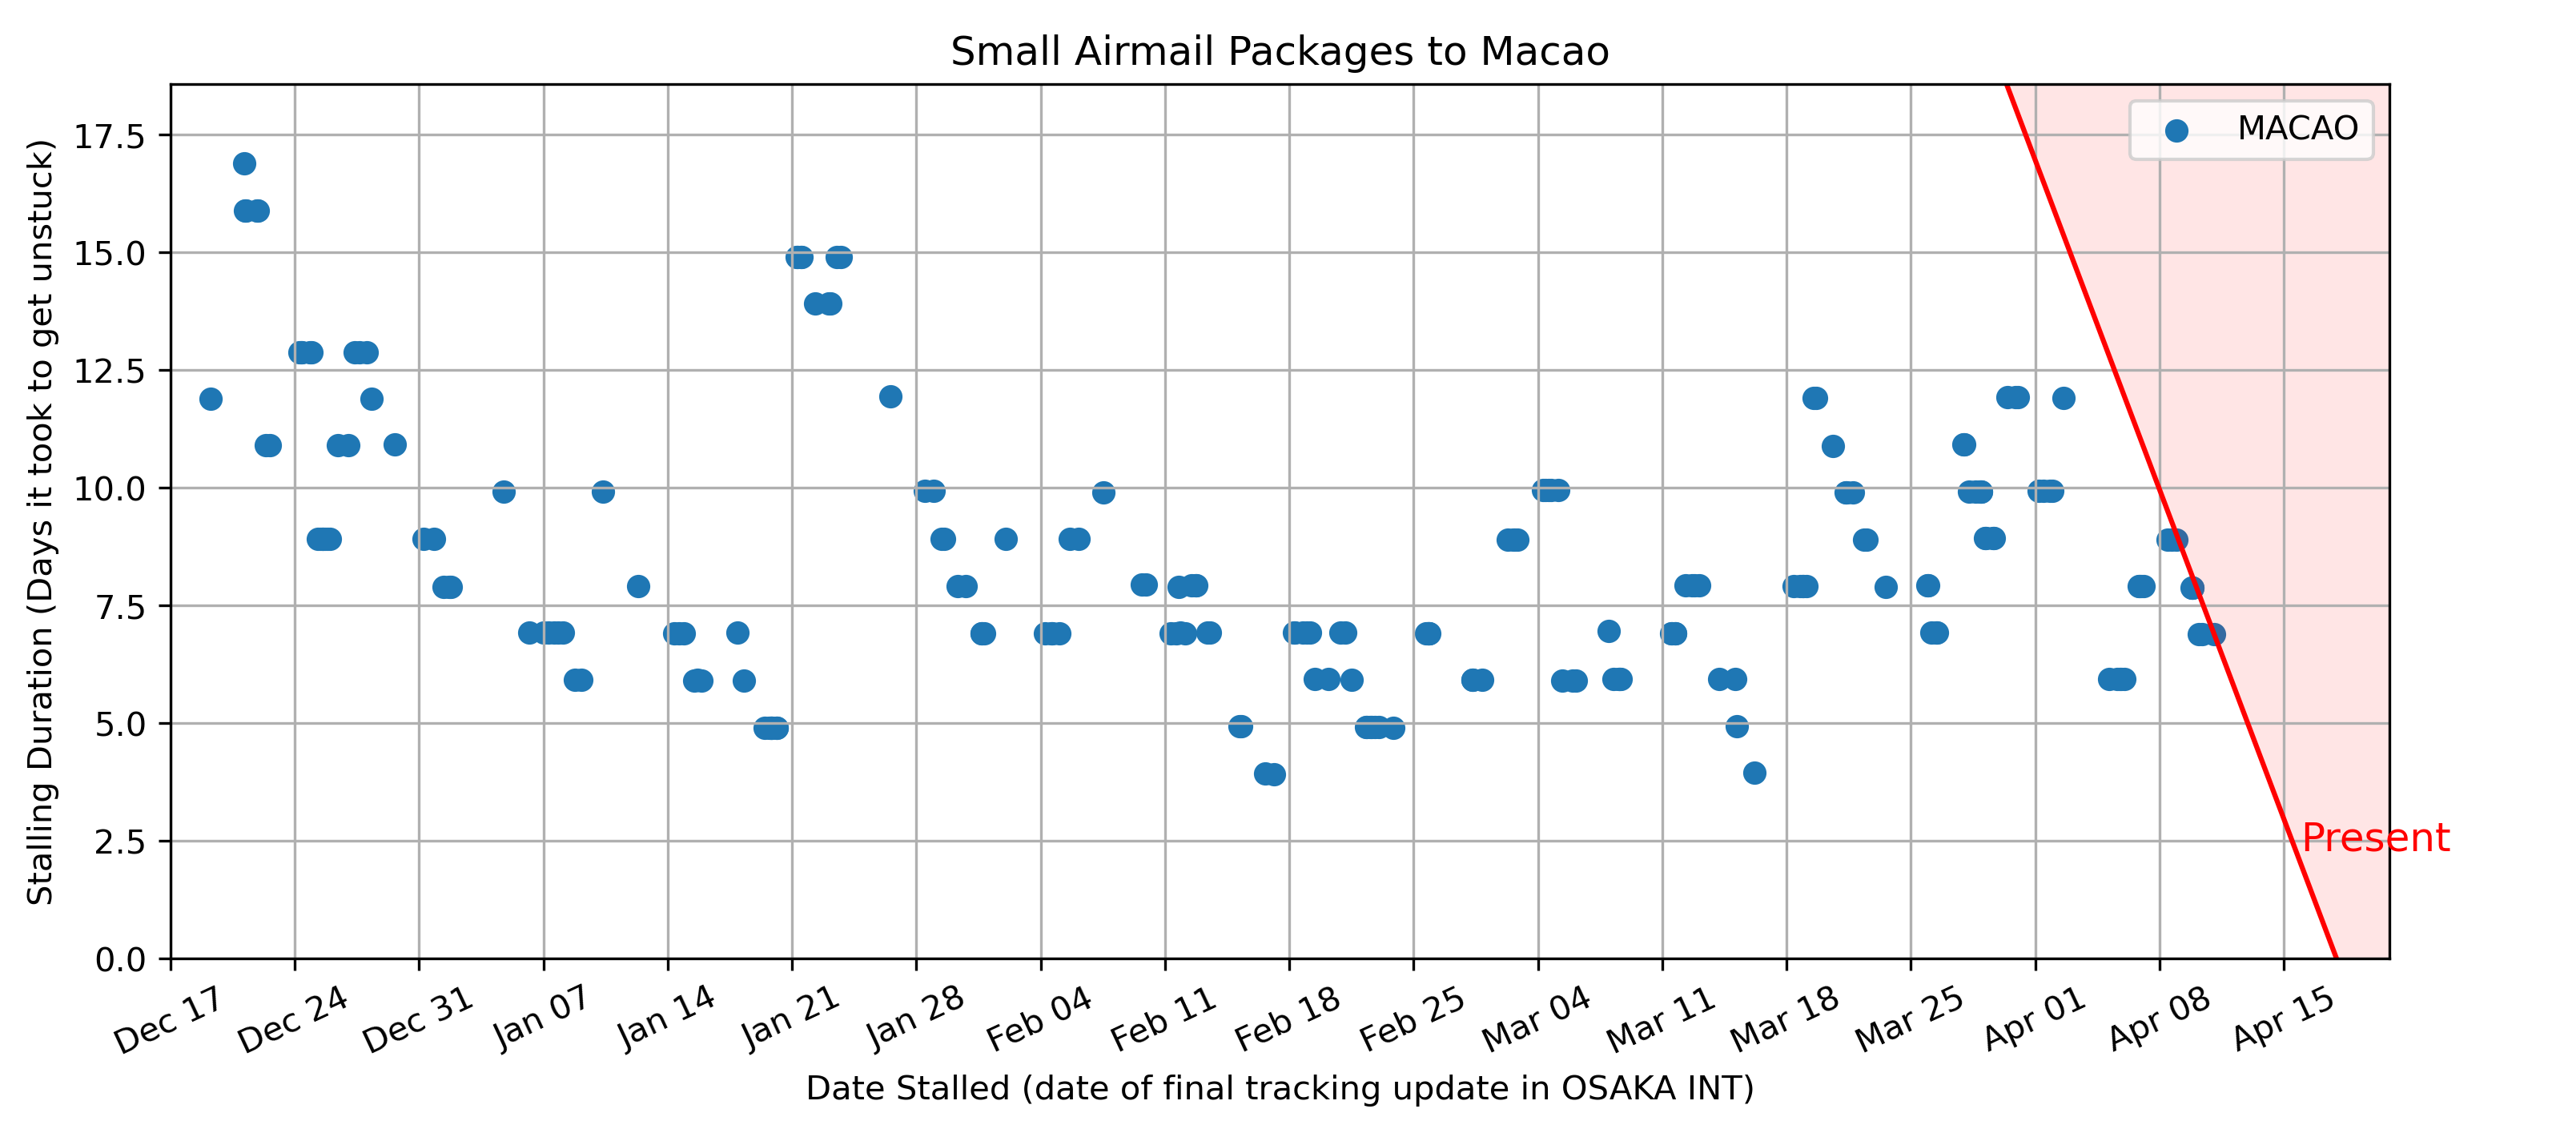 Small Airmail Packages to Macao
MACAO
Stalling Duration (Days it took to get unstuck)
17.5
15.0
12.5
10.0
7.5
5.0
2.5
0.0
Present
Dec 17
Dec 24
Dec 31
Jan 07
Jan 14
Jan 21
Jan 28
Feb 04
Feb 11
Feb 18
Feb 25
Mar 04
Mar 11
Mar 18
Mar 25
Apr 01
Apr 08
Apr 15
Date Stalled (date of final tracking update in OSAKA INT)